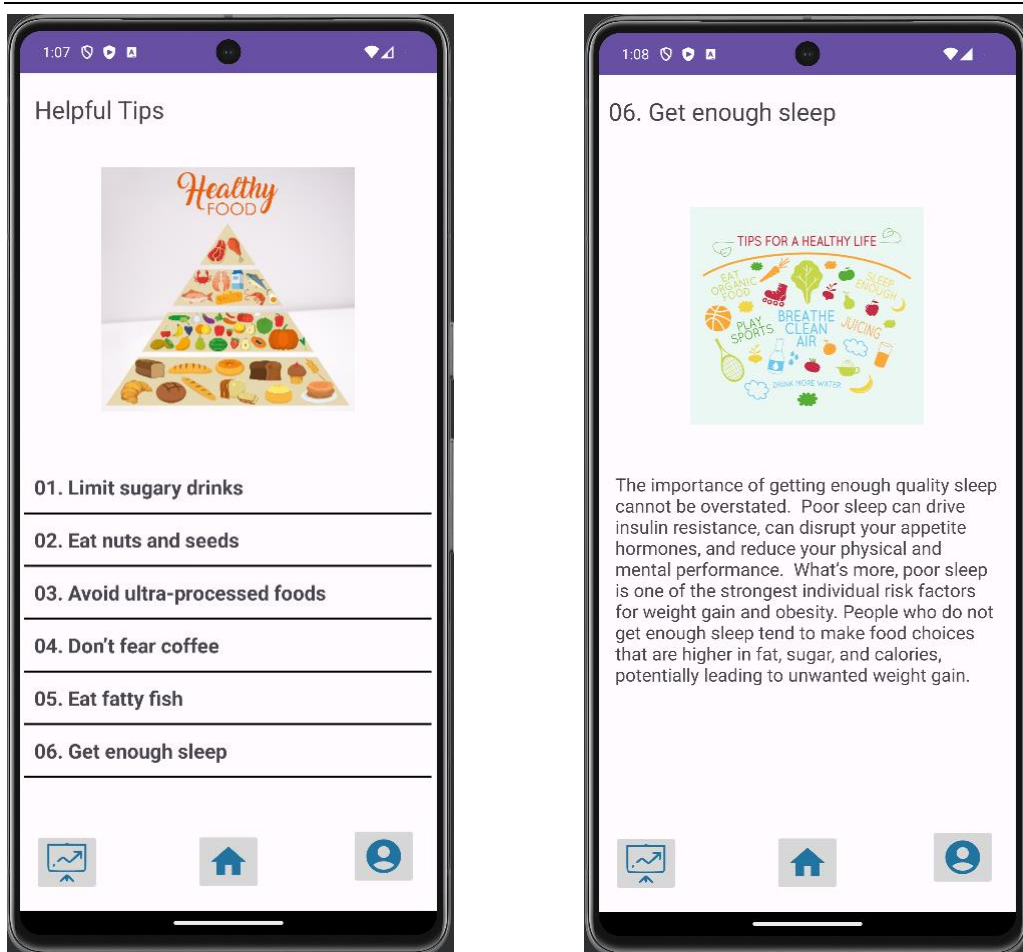 1:07
Helpful Tips
Healthy
FOOD
01. Limit sugary drinks
02. Eat nuts and seeds
03. Avoid ultra-processed foods
04. Don't fear coffee
05. Eat fatty fish
06. Get enough sleep
1:08
06. Get enough sleep
TIPS FOR A HEALTHY LIFE
EAT
ORGANIC
FOOD
SLEEP
ENOUGH
PLAY
SPORTS
BREATHE
CLEAN
AIR
JUICING
DRINK MORE WATER
The importance of getting enough quality sleep
cannot be overstated.  Poor sleep can drive
insulin resistance, can disrupt your appetite
hormones, and reduce your physical and
mental performance.  What's more, poor sleep
is one of the strongest individual risk factors
for weight gain and obesity. People who do not
get enough sleep tend to make food choices
that are higher in fat, sugar, and calories,
potentially leading to unwanted weight gain.